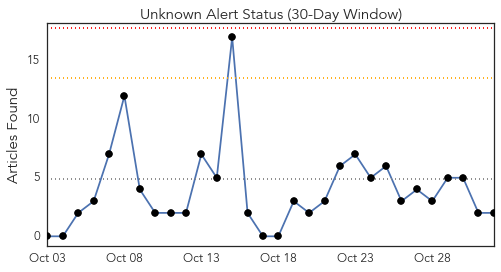 Unknown Alert Status (30-Day Window)
Articles Found
15
10
5
0
Oct 03 Oct 08 Oct 13 Oct 18 Oct 23 Oct 28